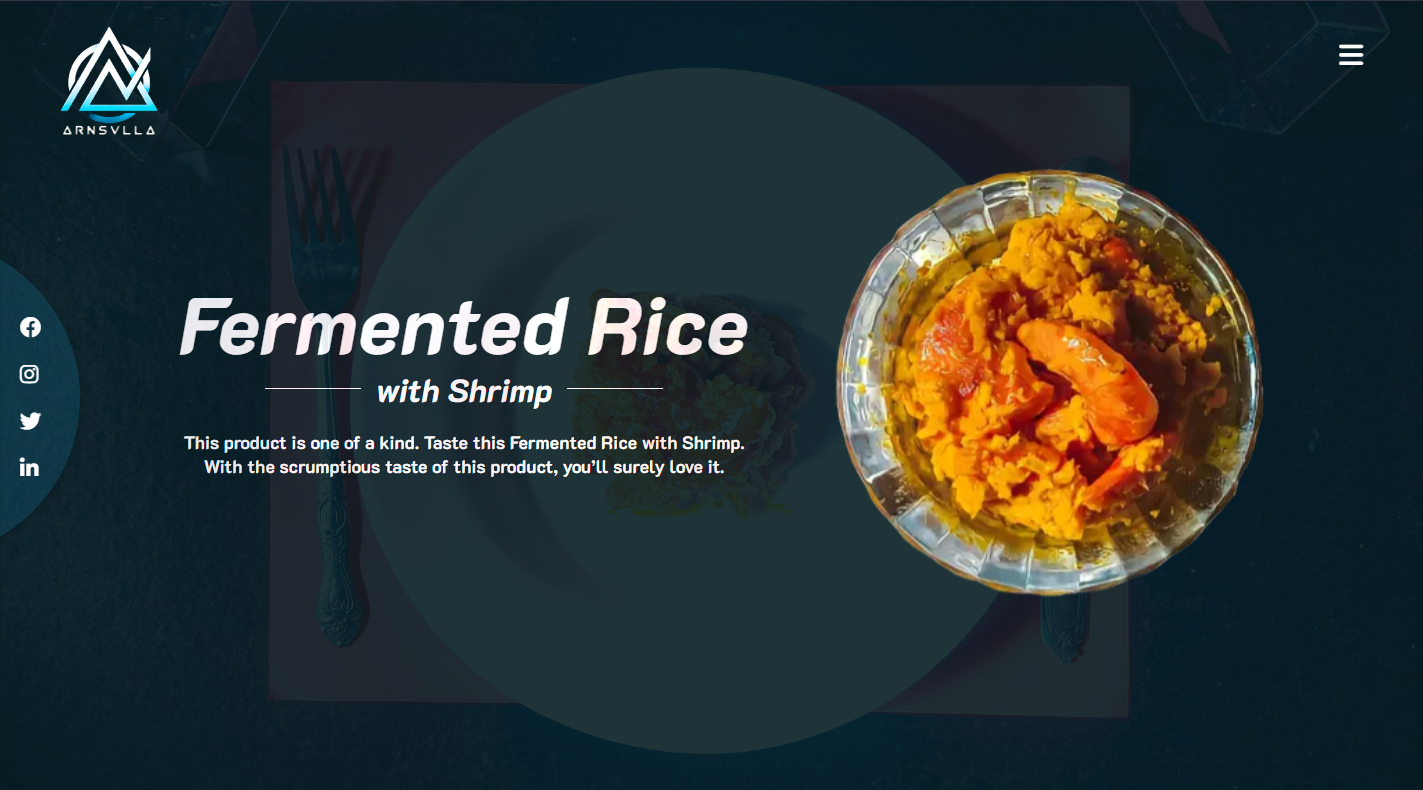 ARNSVLLA
Fermented Rice
with Shrimp
This product is one of a kind. Taste this Fermented Rice with Shrimp.
With the scrumptious taste of this product, you'll surely love it.